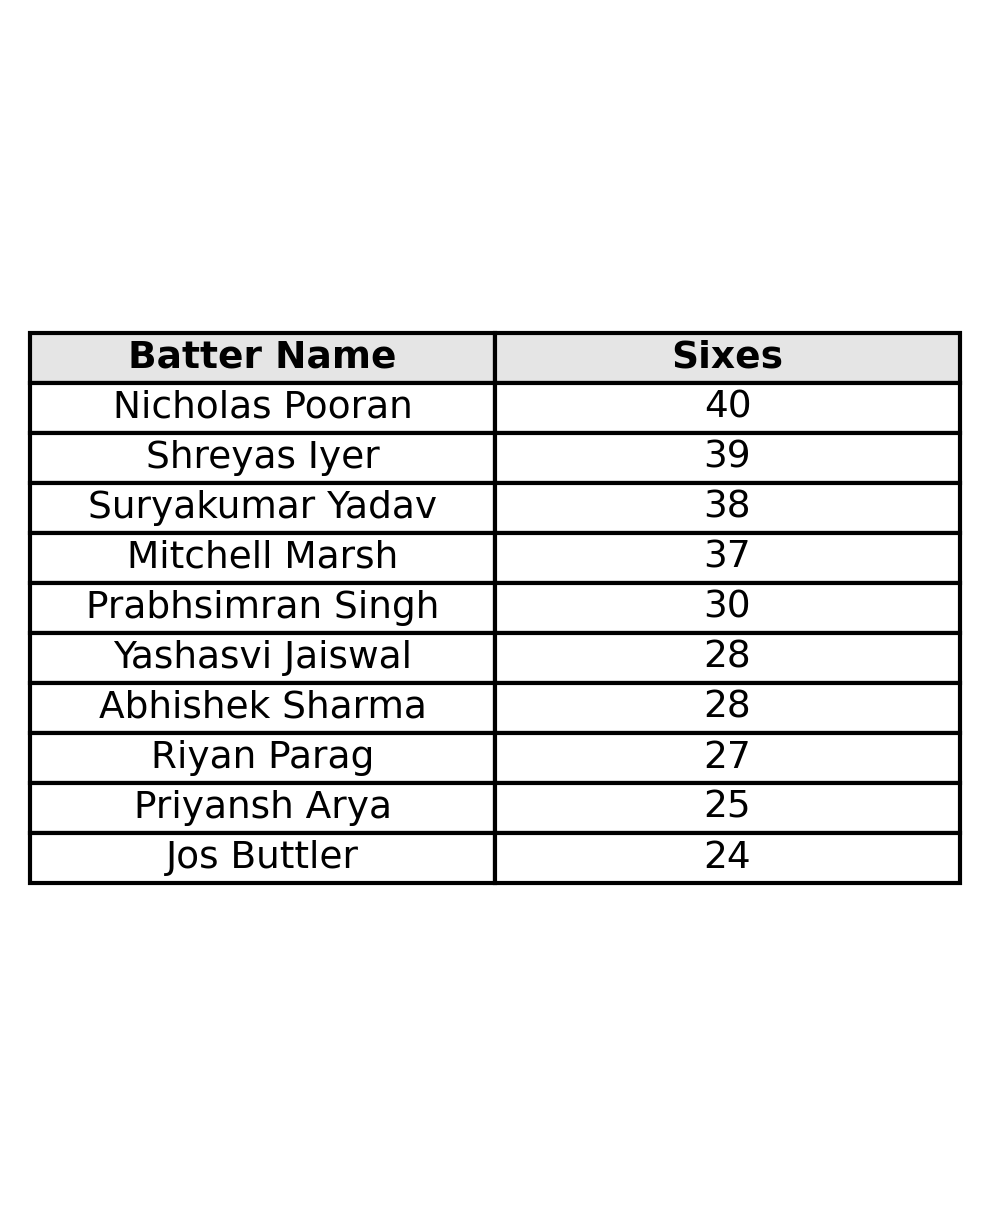 Batter Name Sixes
Nicholas Pooran 40
Shreyas Iyer 39
Suryakumar Yadav 38
Mitchell Marsh 37
Prabhsimran Singh 30
Yashasvi Jaiswal 28
Abhishek Sharma 28
Riyan Parag 27
Priyansh Arya 25
Jos Buttler 24